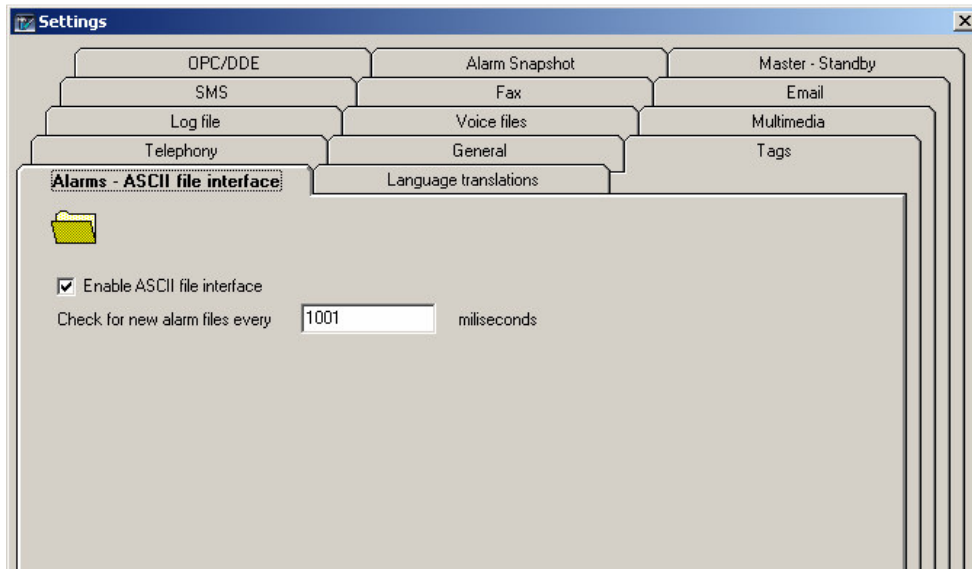 Settings
OPC/DDE Alarm Snapshot Master - Standby
SMS Fax Email
Log file Voice files Multimedia
Telephony General Tags
Alarms - ASCII file interface Language translations
Enable ASCII file interface
Check for new alarm files every 1001 miliseconds